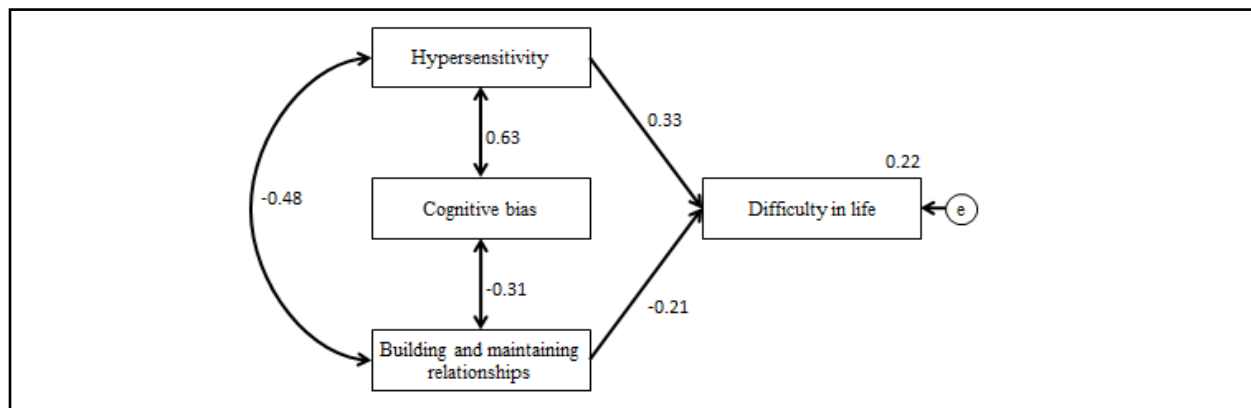 Hypersensitivity
0.33
0.63
0.22
-0.48
Cognitive bias
Difficulty in life
e
-0.31
-0.21
Building and maintaining
relationships